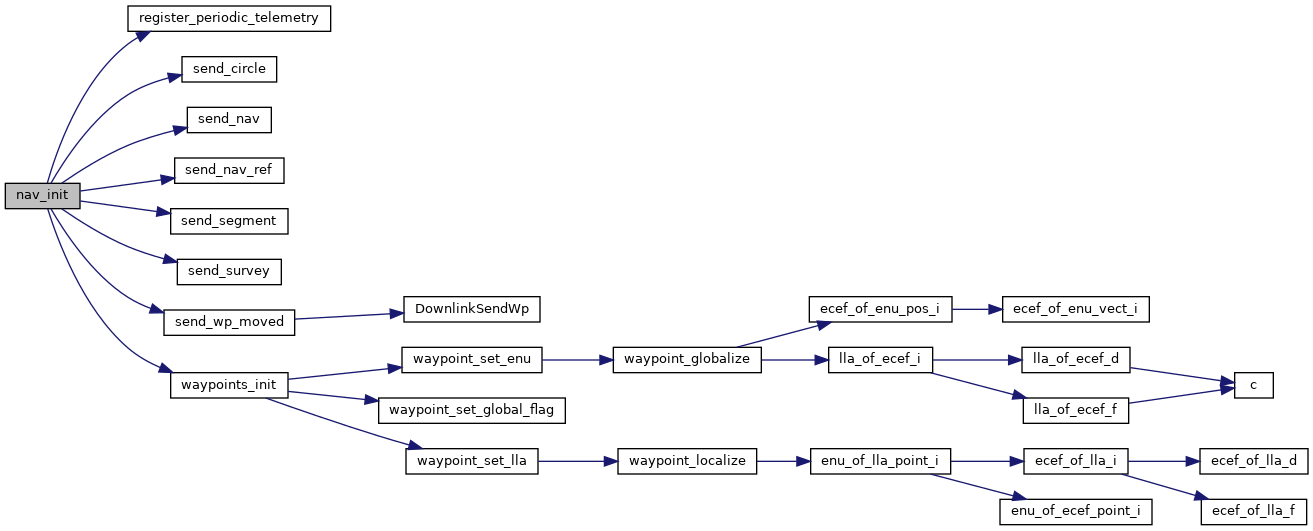 register_periodic_telemetry
send_circle
send_nav
send_nav_ref
nav_init
send_segment
send_survey
send_wp_moved
DownlinkSendWp
ecef_of_enu_pos_i
ecef_of_enu_vect_i
waypoints_init
waypoint_set_enu
waypoint_globalize
lla_of_ecef_i
lla_of_ecef_d
c
waypoint_set_global_flag
lla_of_ecef_f
waypoint_set_lla
waypoint_localize
enu_of_lla_point_i
ecef_of_lla_i
ecef_of_lla_d
enu_of_ecef_point_i
ecef_of_lla_f